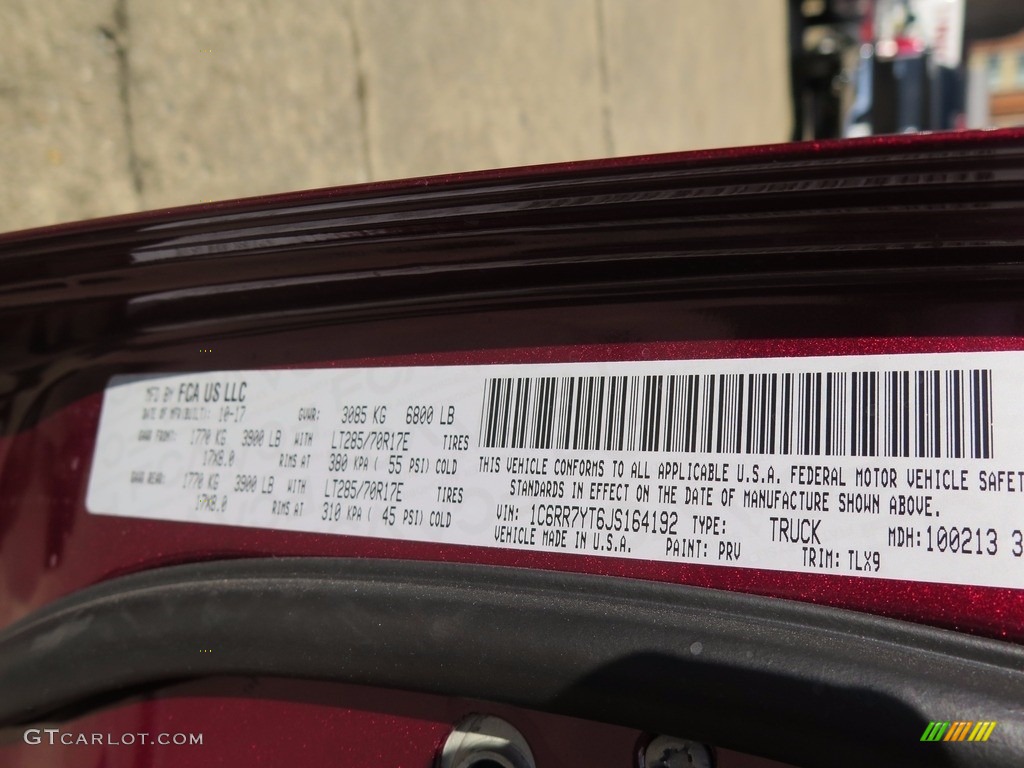 MFD BY FCA US LLC
DATE OF MFR(BUILT): 10-17 GVWR: 3085 KG 6800 LB
GAWR FRONT: 1770 KG 3900 LB WITH LT285/70R17E TIRES
17X8.0 RIMS AT 380 KPA ( 55 PSI) COLD
GAWR REAR: 1770 KG 3900 LB WITH LT285/70R17E TIRES
17X8.0 RIMS AT 310 KPA ( 45 PSI) COLD
THIS VEHICLE CONFORMS TO ALL APPLICABLE U.S.A. FEDERAL MOTOR VEHICLE SAFET
STANDARDS IN EFFECT ON THE DATE OF MANUFACTURE SHOWN ABOVE.
VIN: 1C6RR7YT6JS164192 TYPE: TRUCK MDH: 100213 3
VEHICLE MADE IN U.S.A. PAINT: PRV TRIM: TLX9
GTCARLOT.COM